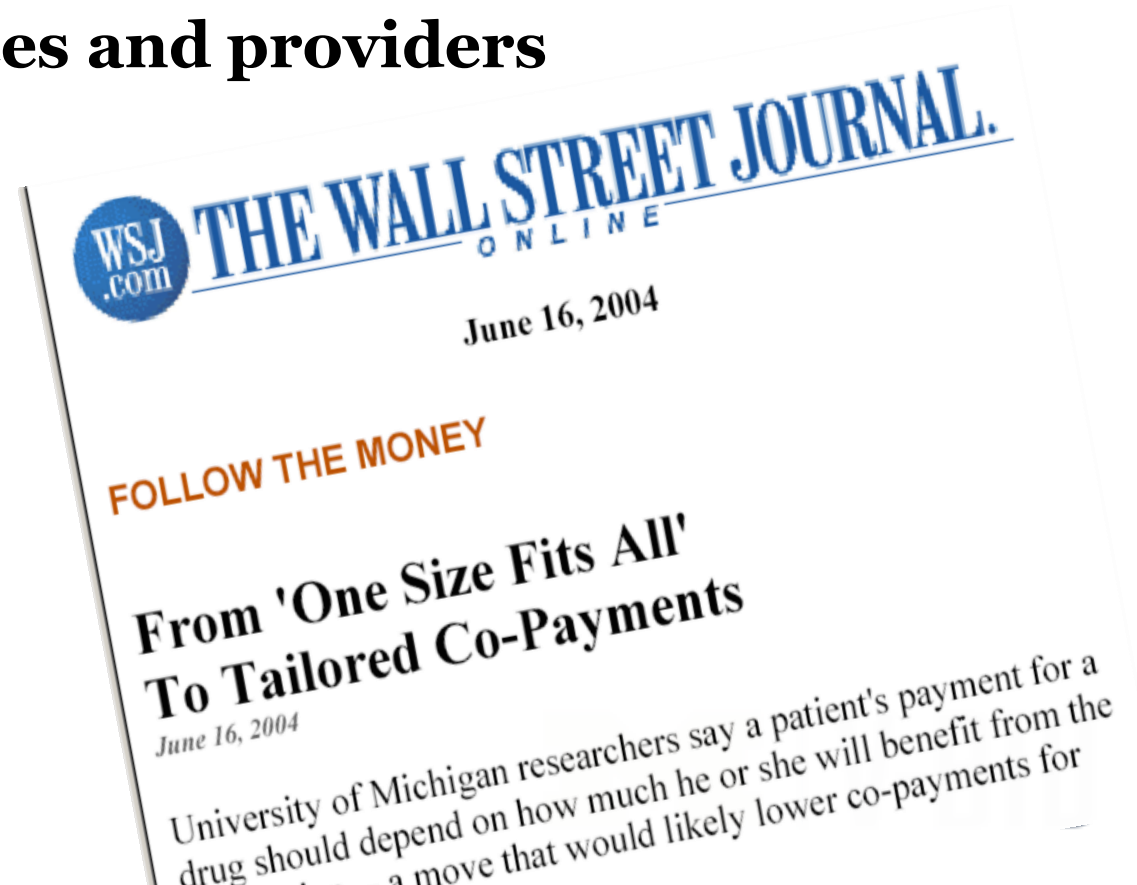 es and providers
WSJ
.com
THE WALL STREET JOURNAL.
ONLINE
June 16, 2004
FOLLOW THE MONEY
From 'One Size Fits All'
To Tailored Co-Payments
June 16, 2004
University of Michigan researchers say a patient's payment for a
drug should depend on how much he or she will benefit from the
a move that would likely lower co-payments for